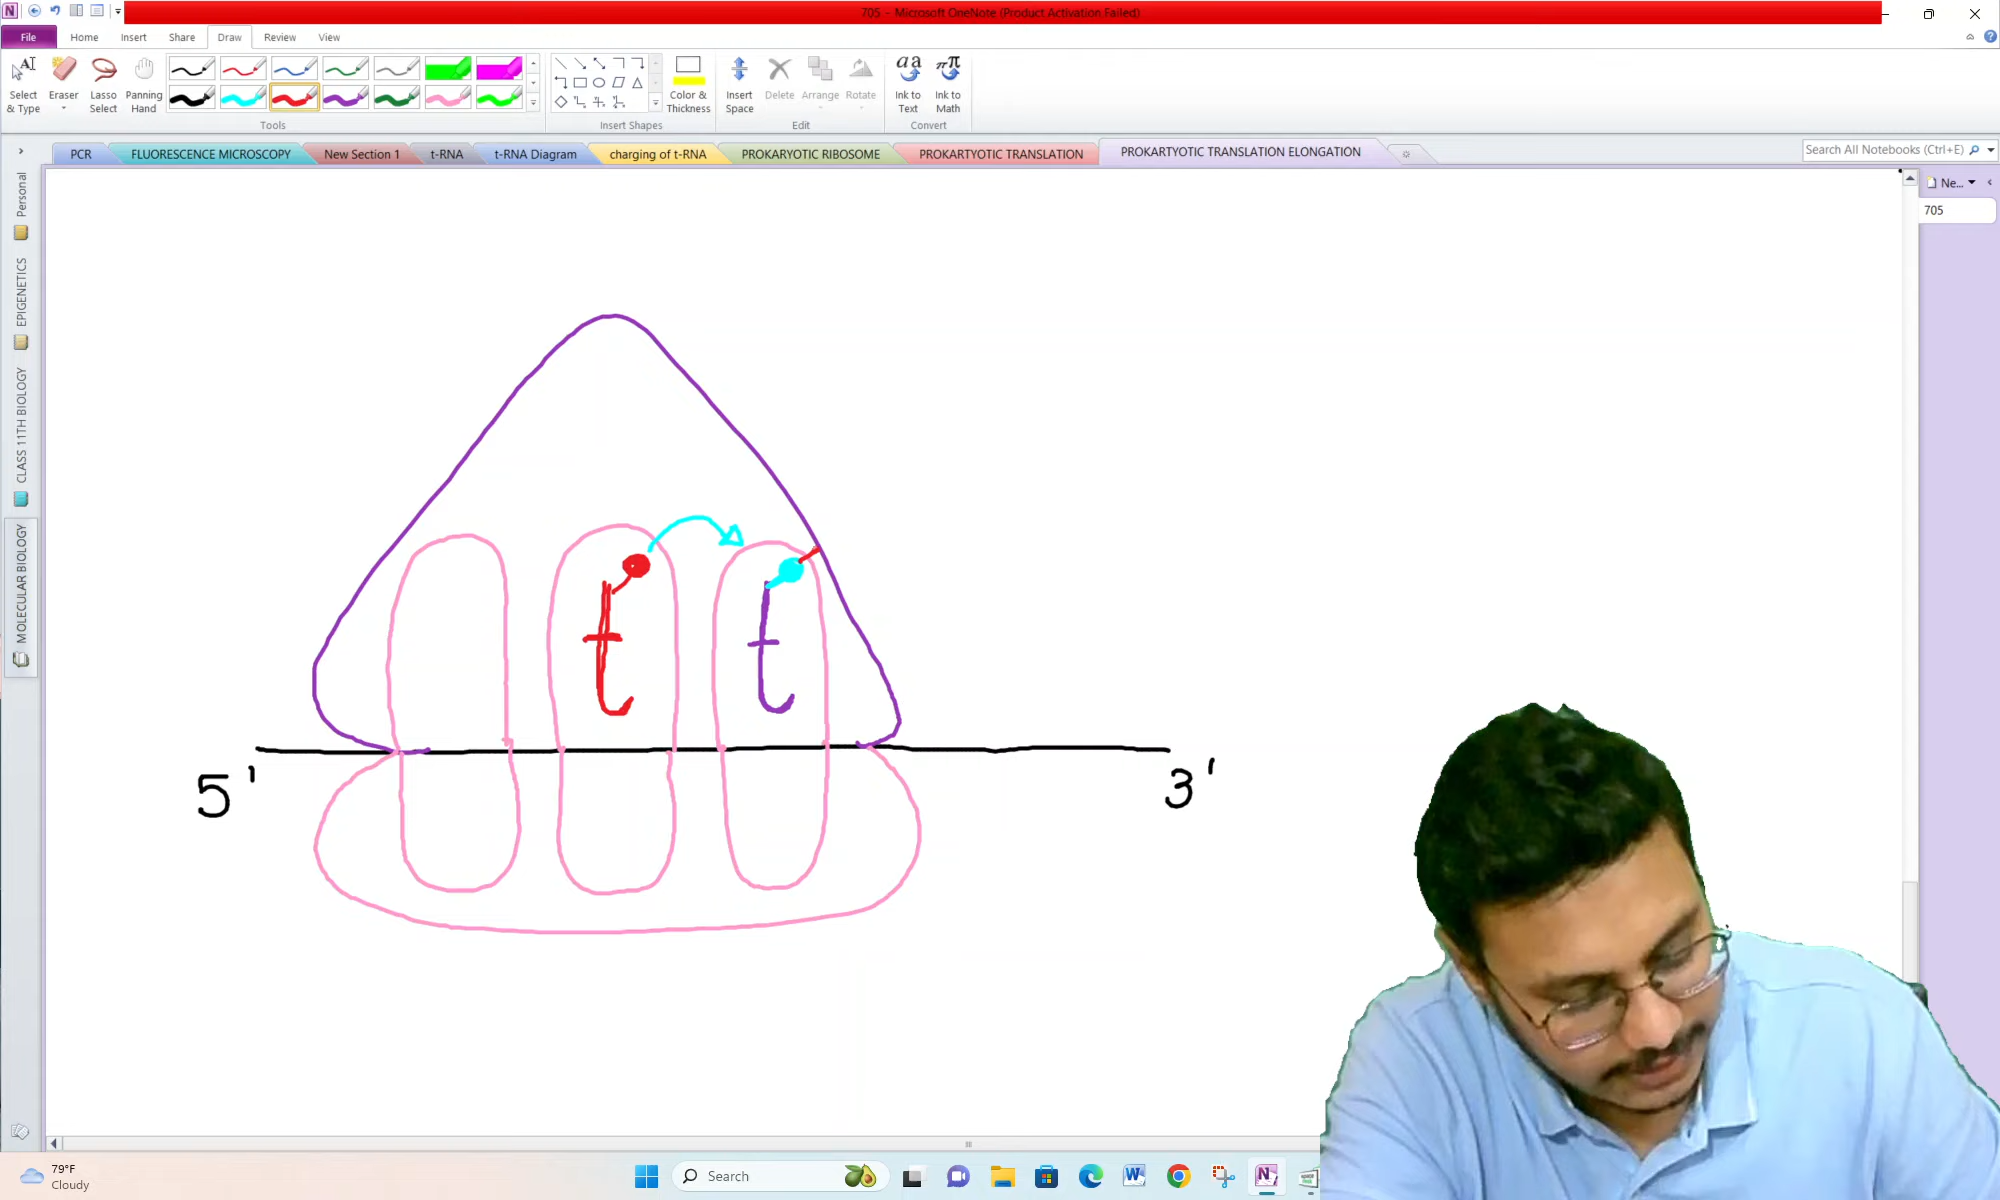 705 - Microsoft OneNote (Product Activation Failed)
File Home Insert Share Draw Review View
Select & Type
Eraser
Lasso Select
Panning Hand
Color & Thickness
Insert Space
Delete
Arrange
Rotate
Ink to Text
Ink to Math
Tools
Insert Shapes
Edit
Convert
PCR
FLUORESCENCE MICROSCOPY
New Section 1
t-RNA
t-RNA Diagram
charging of t-RNA
PROKARYOTIC RIBOSOME
PROKARTYOTIC TRANSLATION
PROKARTYOTIC TRANSLATION ELONGATION
Search All Notebooks (Ctrl+E)
Ne...
705
Personal
EPIGENETICS
CLASS 11TH BIOLOGY
MOLECULAR BIOLOGY
t t
5' 3'
79°F
Cloudy
Search